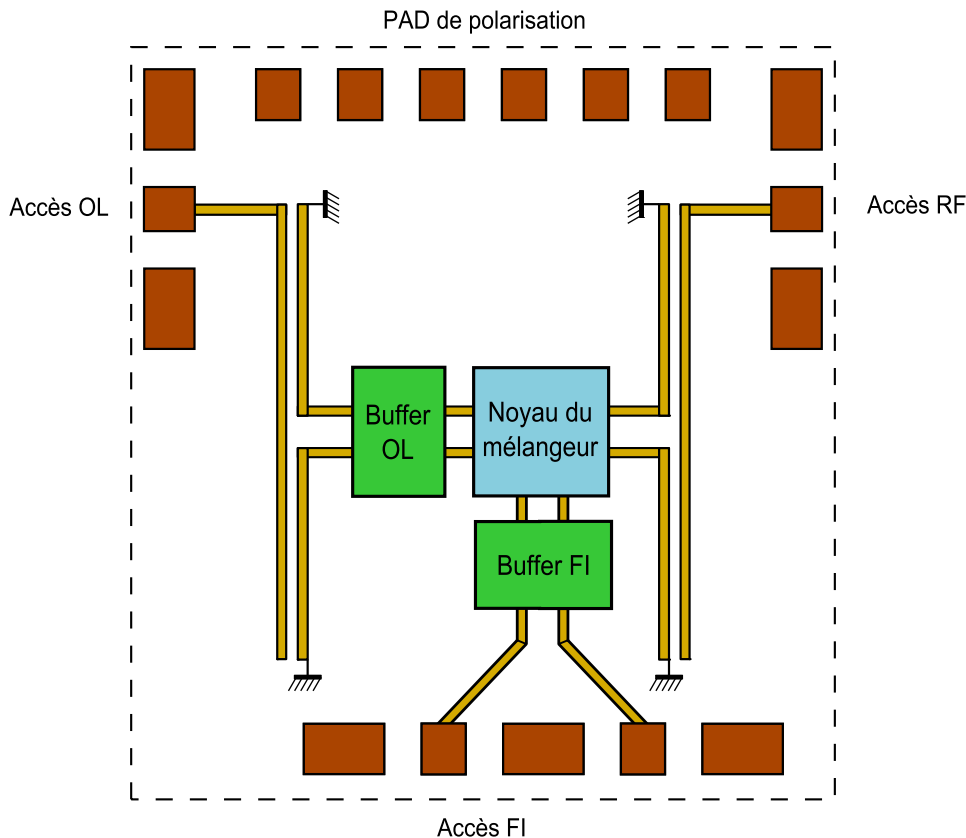 PAD de polarisation
Accès OL
Accès RF
Buffer
OL
Noyau du
mélangeur
Buffer FI
Accès FI